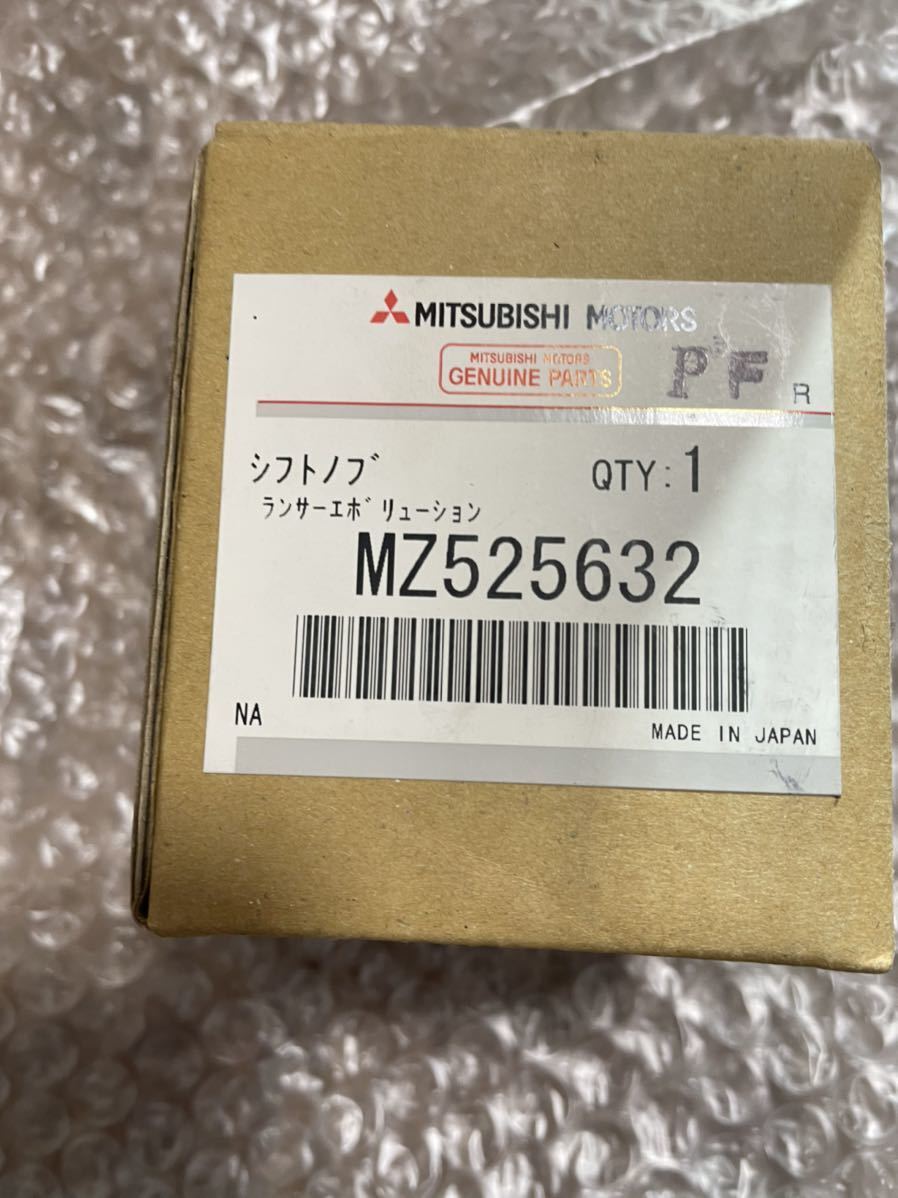 MITSUBISHI MOTORS
MITSUBISHI MOTORS
GENUINE PARTS
PF
R
ｼﾌﾄﾉﾌﾞ
QTY:1
ﾗﾝｻｰｴﾎﾞﾘｭｰｼｮﾝ
MZ525632
NA
MADE IN JAPAN